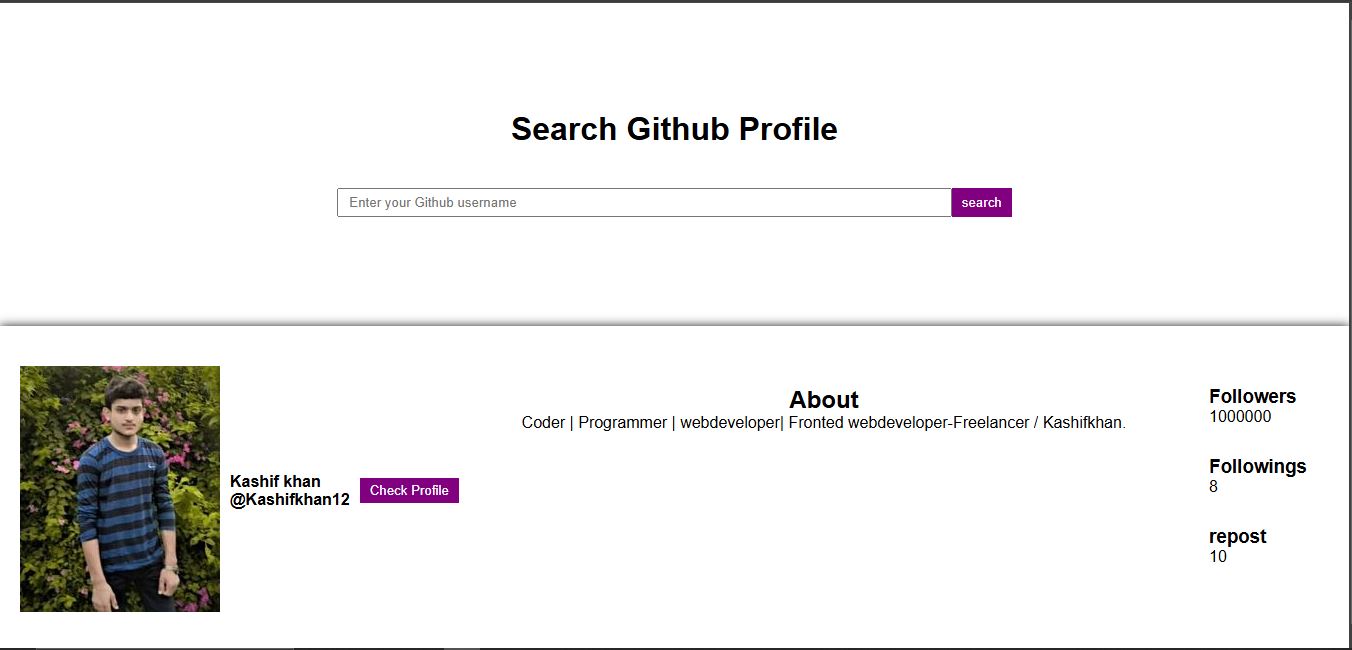 Search Github Profile
Enter your Github username
search
Kashif khan
@Kashifkhan12
Check Profile
About
Coder | Programmer | webdeveloper| Fronted webdeveloper-Freelancer / Kashifkhan.
Followers
1000000
Followings
8
repost
10